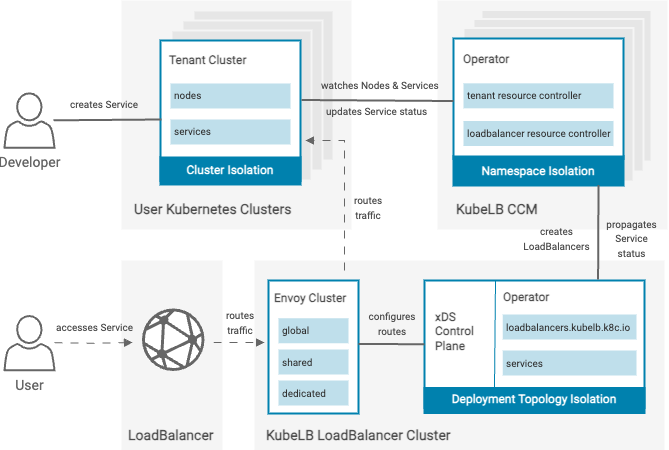 Tenant Cluster
nodes
services
Cluster Isolation
User Kubernetes Clusters
Operator
tenant resource controller
loadbalancer resource controller
Namespace Isolation
KubeLB CCM
creates Service
Developer
watches Nodes & Services
updates Service status
routes
traffic
creates
LoadBalancers
propagates
Service
status
accesses Service
User
LoadBalancer
routes
traffic
Envoy Cluster
global
shared
dedicated
configures
routes
xDS
Control
Plane
Operator
loadbalancers.kubelb.k8c.io
services
Deployment Topology Isolation
KubeLB LoadBalancer Cluster